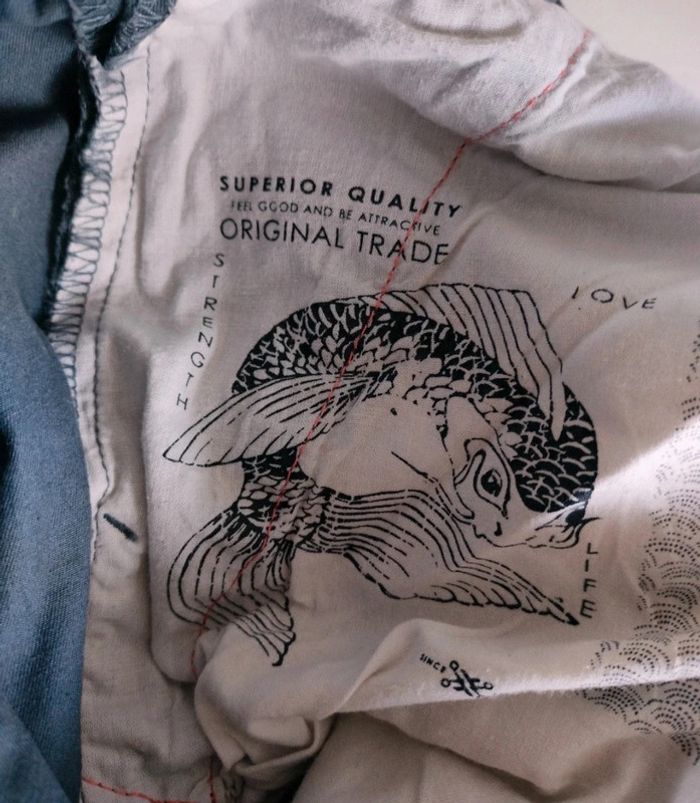 SUPERIOR QUALITY
FEEL GOOD AND BE ATTRACTIVE
ORIGINAL TRADE
STRENGTH
LOVE
LIFE
SINCE